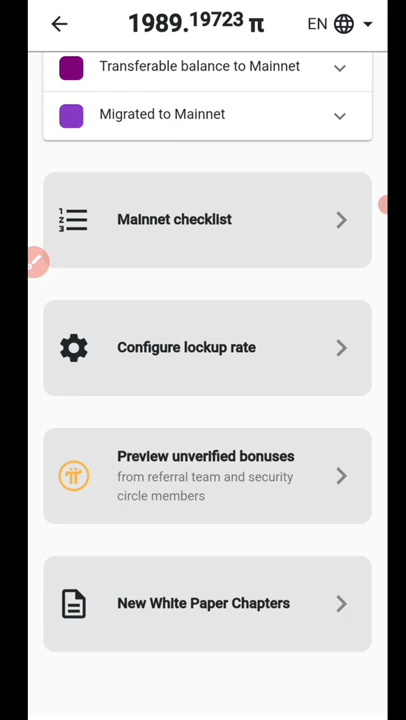 1989.19723 π
EN
Transferable balance to Mainnet
Migrated to Mainnet
Mainnet checklist
Configure lockup rate
Preview unverified bonuses
from referral team and security
circle members
New White Paper Chapters